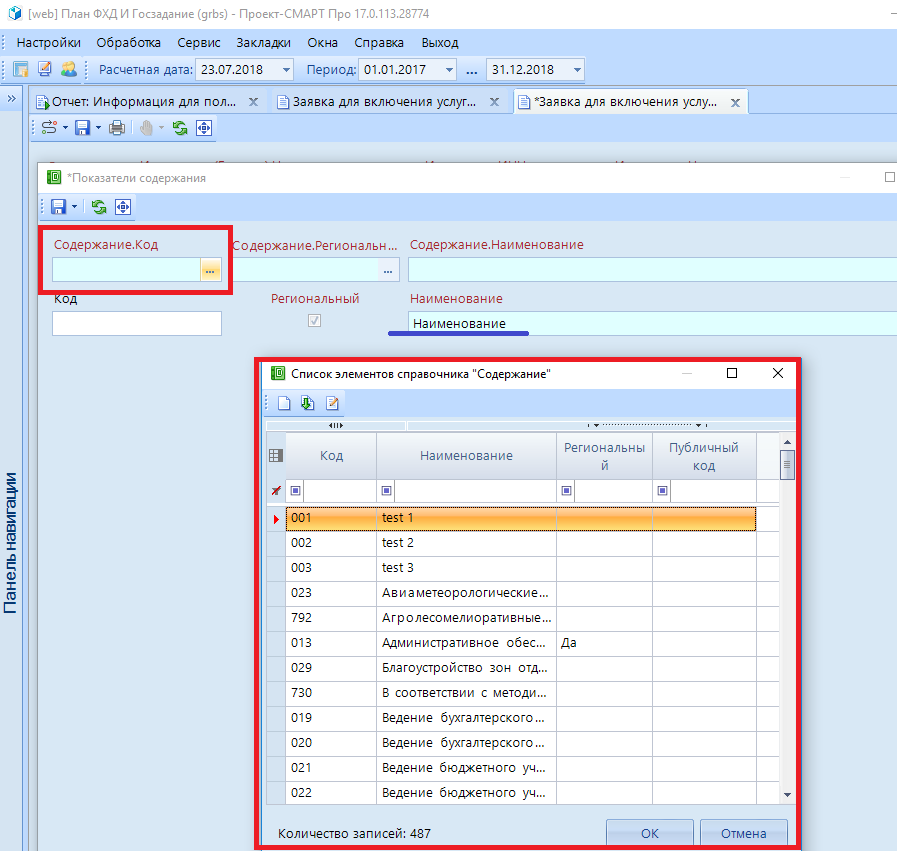 [web] План ФХД И Госзадание (grbs) - Проект-СМАРТ Про 17.0.113.28774
Настройки Обработка Сервис Закладки Окна Справка Выход
Расчетная дата: 23.07.2018 Период: 01.01.2017 ... 31.12.2018
» Отчет: Информация для пол... Заявка для включения услуг... *Заявка для включения услу...
*Показатели содержания
Содержание.Код Содержание.Региональн... Содержание.Наименование
... ...
Код Региональный Наименование
Наименование
Список элементов справочника "Содержание"
Код Наименование Региональны
й Публичный
код
001 test 1
002 test 2
003 test 3
023 Авиаметеорологические...
792 Агролесомелиоративные...
013 Административное обес... Да
029 Благоустройство зон отд...
730 В соответствии с методи...
019 Ведение бухгалтерского...
020 Ведение бухгалтерского...
021 Ведение бюджетного уч...
022 Ведение бюджетного уч...
Количество записей: 487 ОК Отмена
Панель навигации